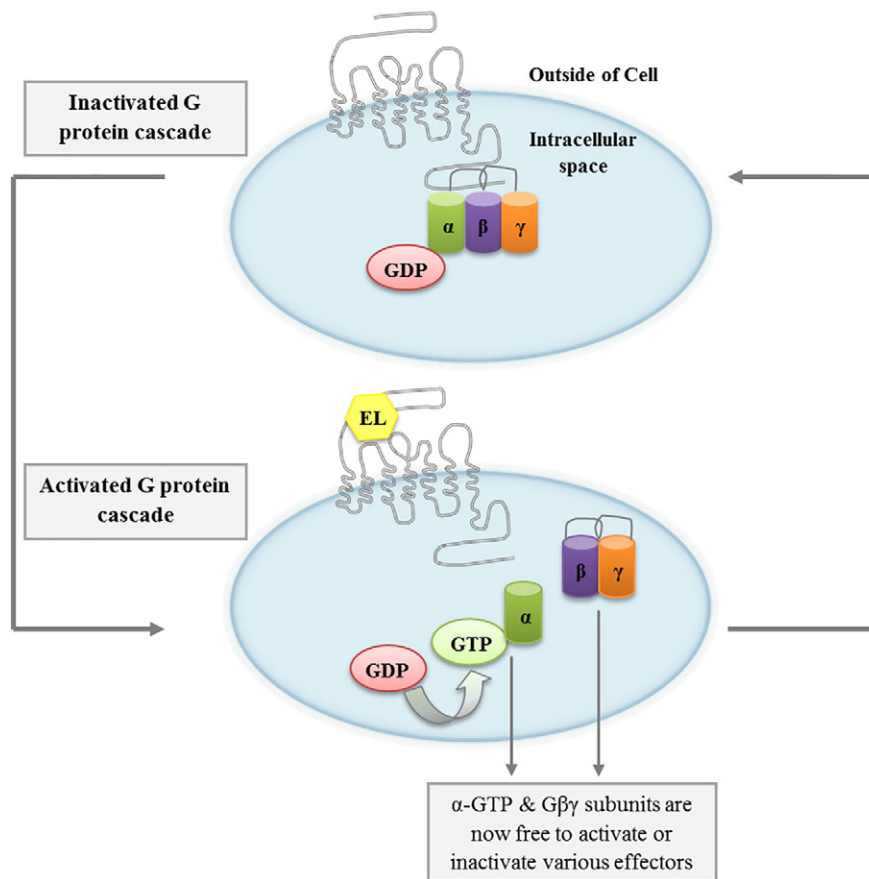 Outside of Cell
Inactivated G
protein cascade
Intracellular
space
α
β
γ
GDP
EL
Activated G protein
cascade
β
γ
α
GTP
GDP
α-GTP & Gβγ subunits are
now free to activate or
inactivate various effectors